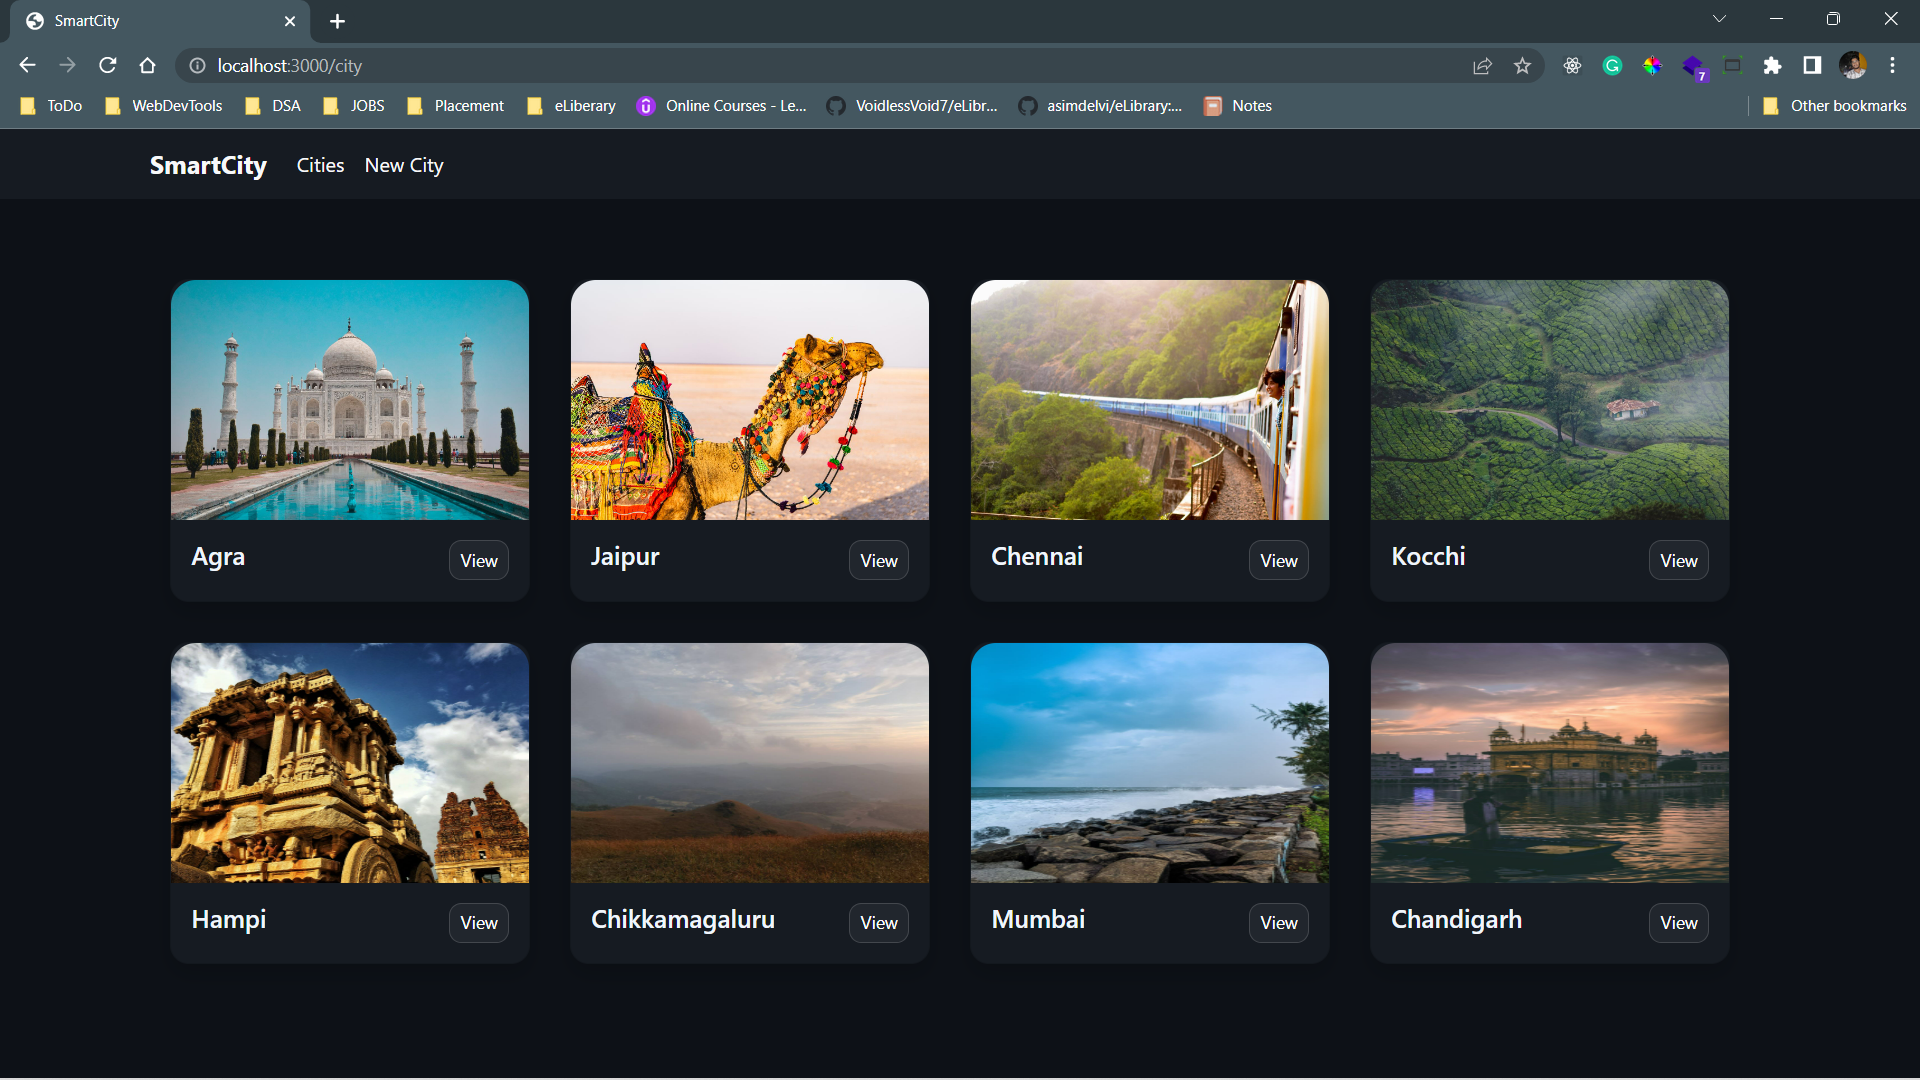 SmartCity
localhost:3000/city
7
ToDo WebDevTools DSA JOBS Placement eLiberary Online Courses - Le... VoidlessVoid7/eLibr... asimdelvi/eLibrary:... Notes Other bookmarks
SmartCity Cities New City
Agra View
Jaipur View
Chennai View
Kocchi View
Hampi View
Chikkamagaluru View
Mumbai View
Chandigarh View